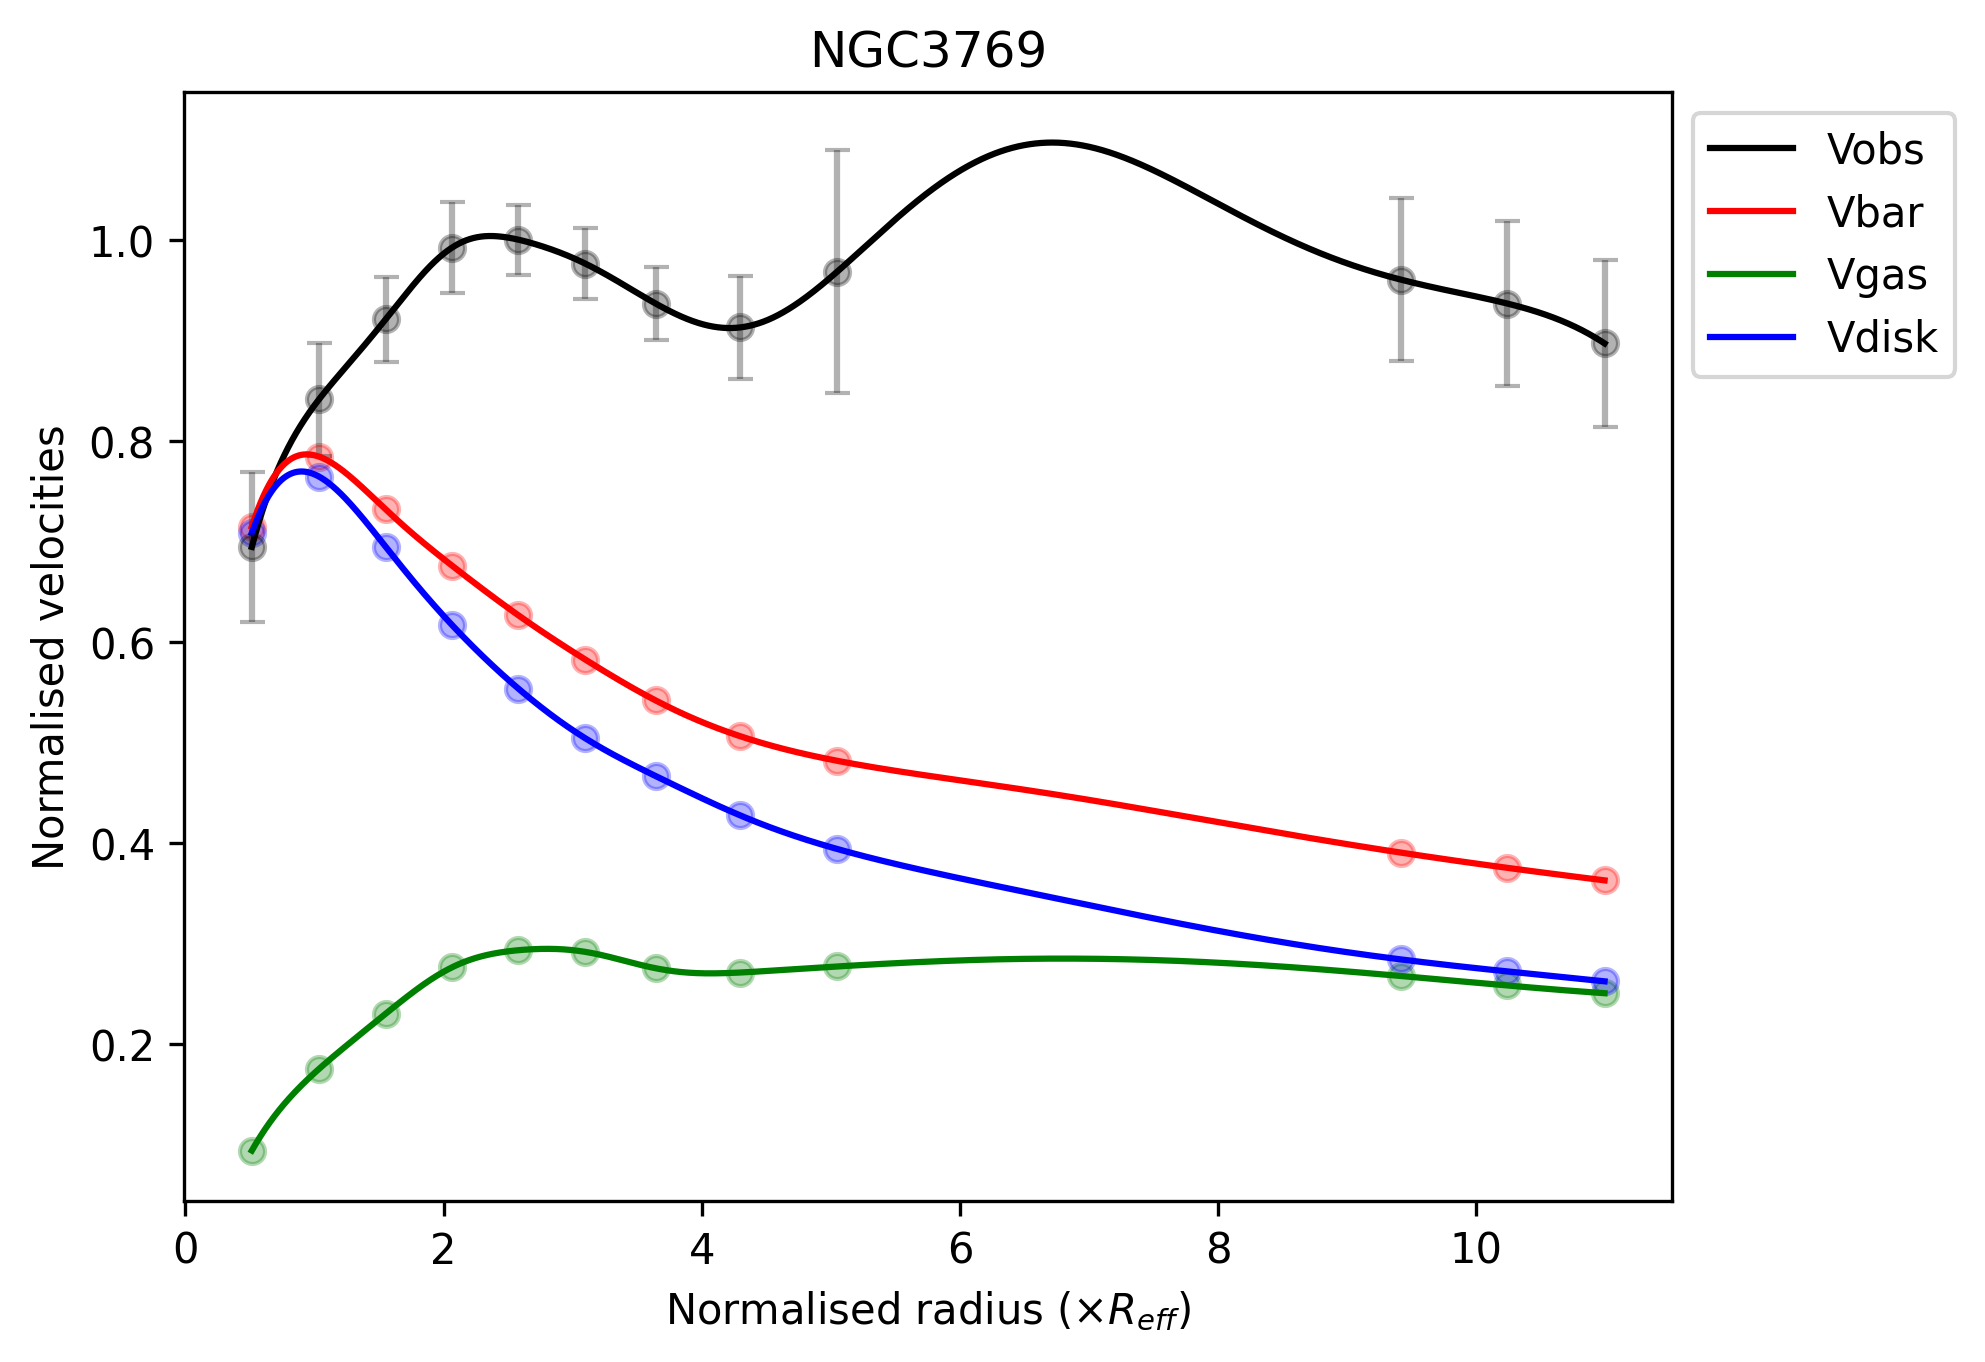 NGC3769
Vobs
Vbar
Vgas
Vdisk
Normalised velocities
1.0
0.8
0.6
0.4
0.2
0 2 4 6 8 10
Normalised radius (×R_eff)